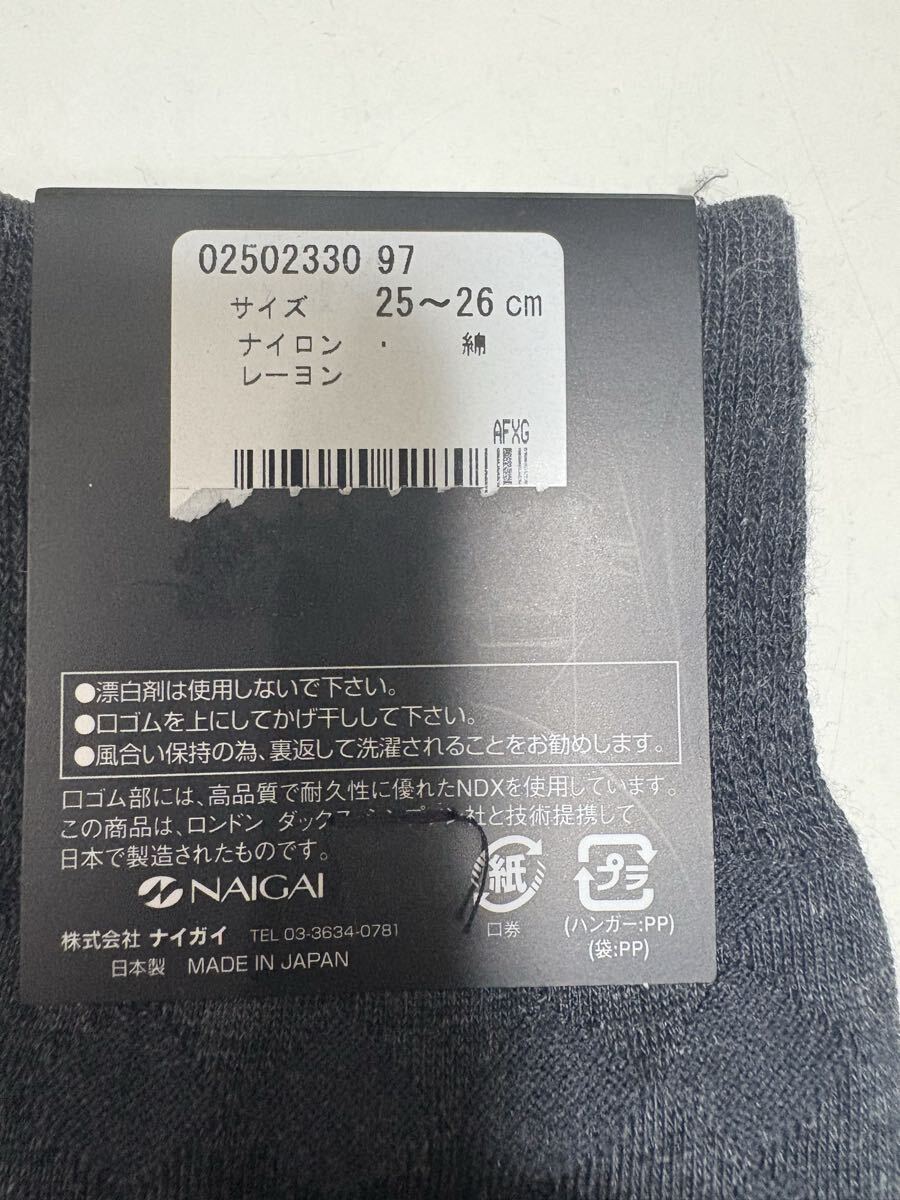 02502330 97
サイズ 25～26 cm
ナイロン ・ 綿
レーヨン
AFXG
●漂白剤は使用しないで下さい。
●口ゴムを上にしてかげ干しして下さい。
●風合い保持の為、裏返して洗濯されることをお勧めします。
口ゴム部には、高品質で耐久性に優れたNDXを使用しています。
この商品は、ロンドン ダックス 社と技術提携して
日本で製造されたものです。
NAIGAI
紙
プラ
口券
(ハンガー:PP)
(袋:PP)
株式会社 ナイガイ TEL 03-3634-0781
日本製 MADE IN JAPAN